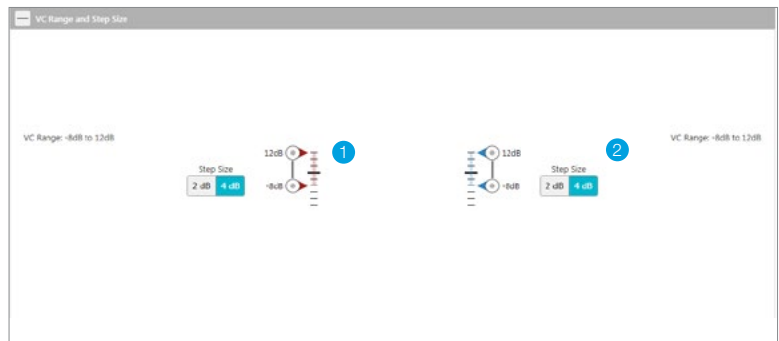 VC Range and Step Size
VC Range: -8dB to 12dB
VC Range: -8dB to 12dB
12dB
1
12dB
2
Step Size
2 dB 4 dB
-8dB
-8dB
Step Size
2 dB 4 dB